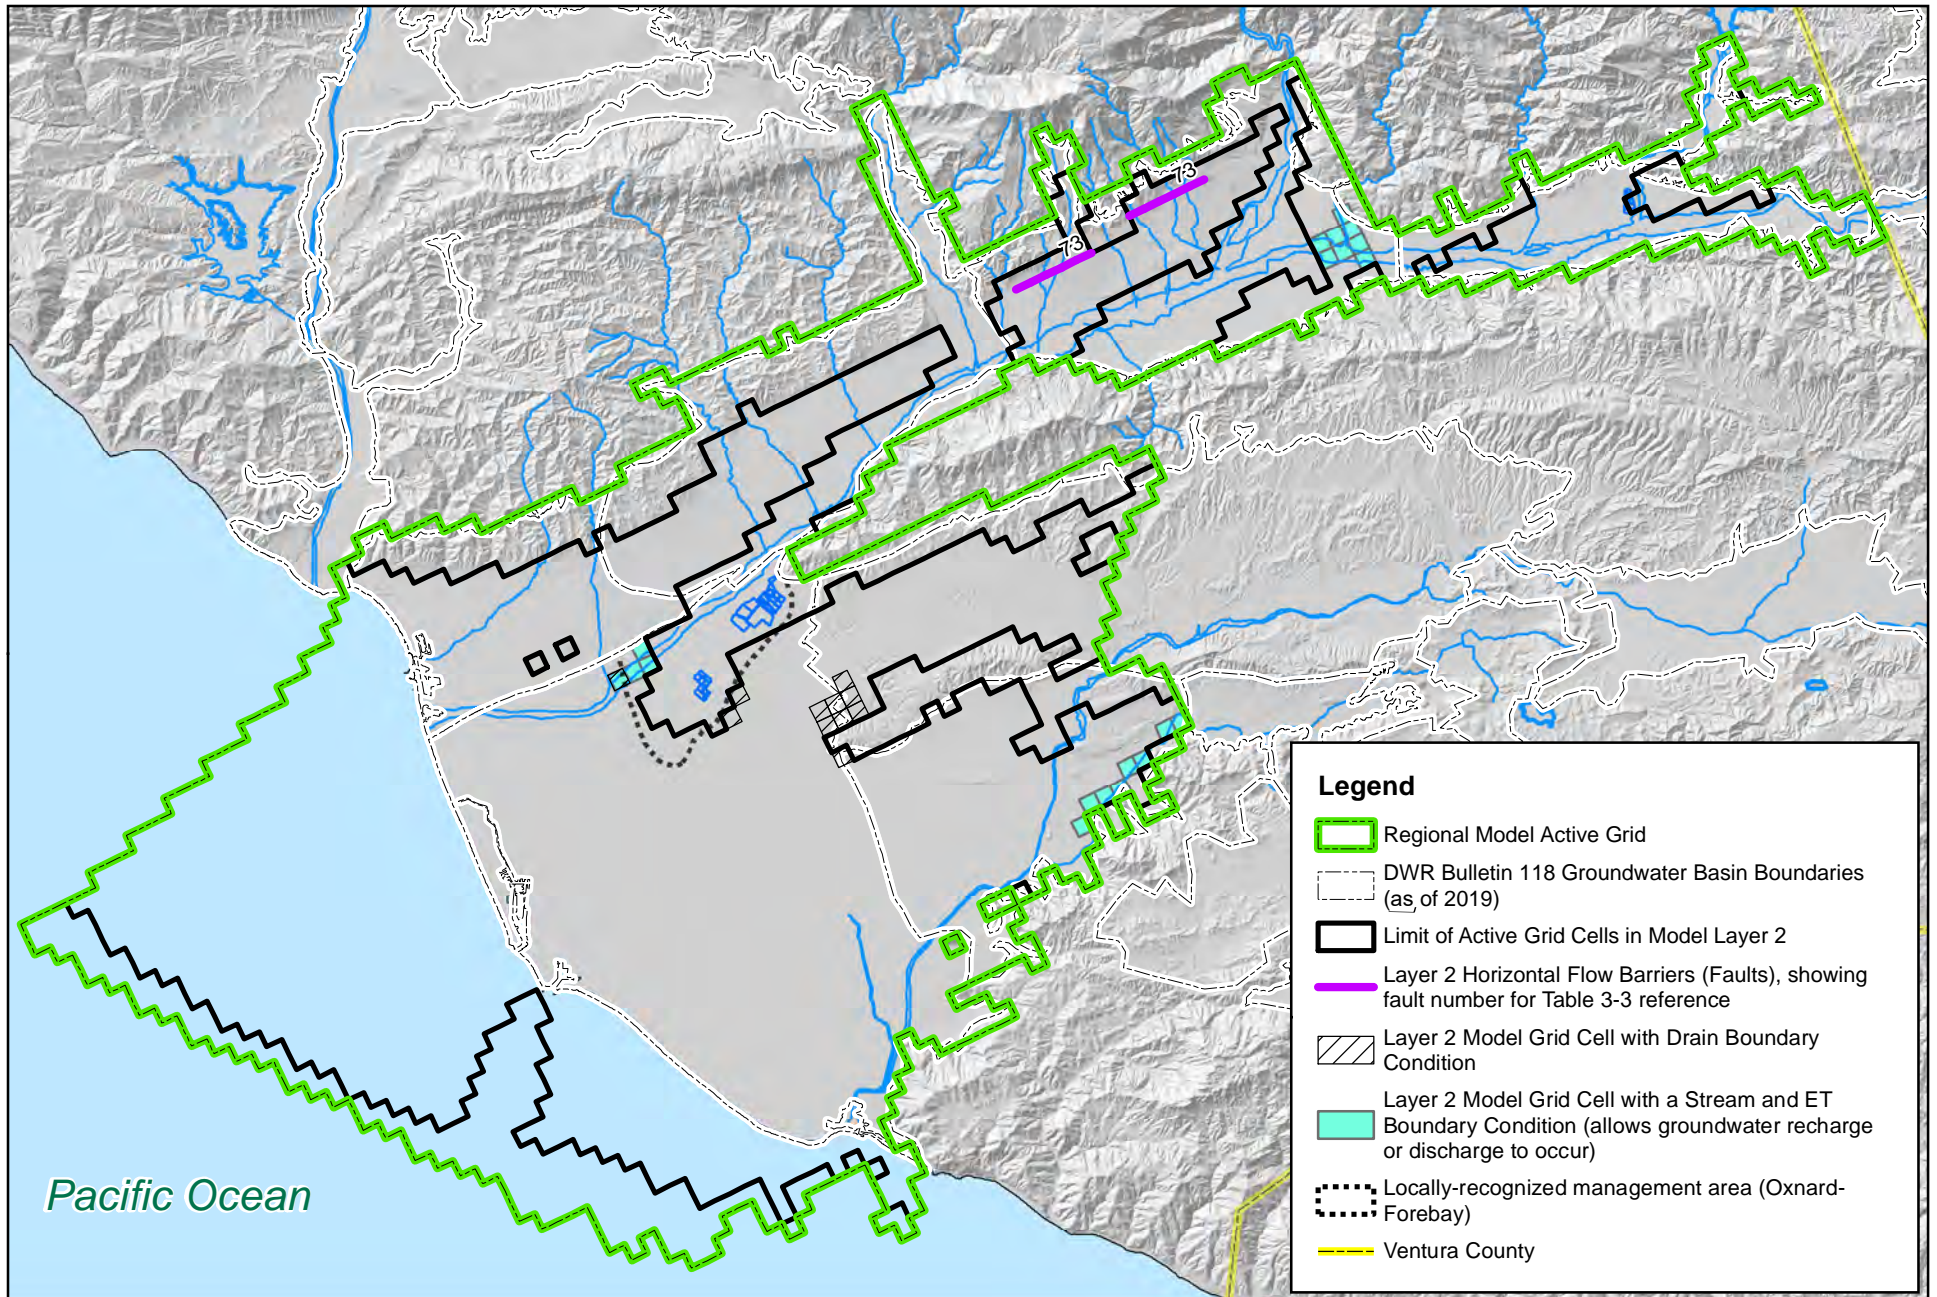 73
73
Pacific Ocean
Legend
Regional Model Active Grid
DWR Bulletin 118 Groundwater Basin Boundaries
(as of 2019)
Limit of Active Grid Cells in Model Layer 2
Layer 2 Horizontal Flow Barriers (Faults), showing
fault number for Table 3-3 reference
Layer 2 Model Grid Cell with Drain Boundary
Condition
Layer 2 Model Grid Cell with a Stream and ET
Boundary Condition (allows groundwater recharge
or discharge to occur)
Locally-recognized management area (Oxnard-
Forebay)
Ventura County